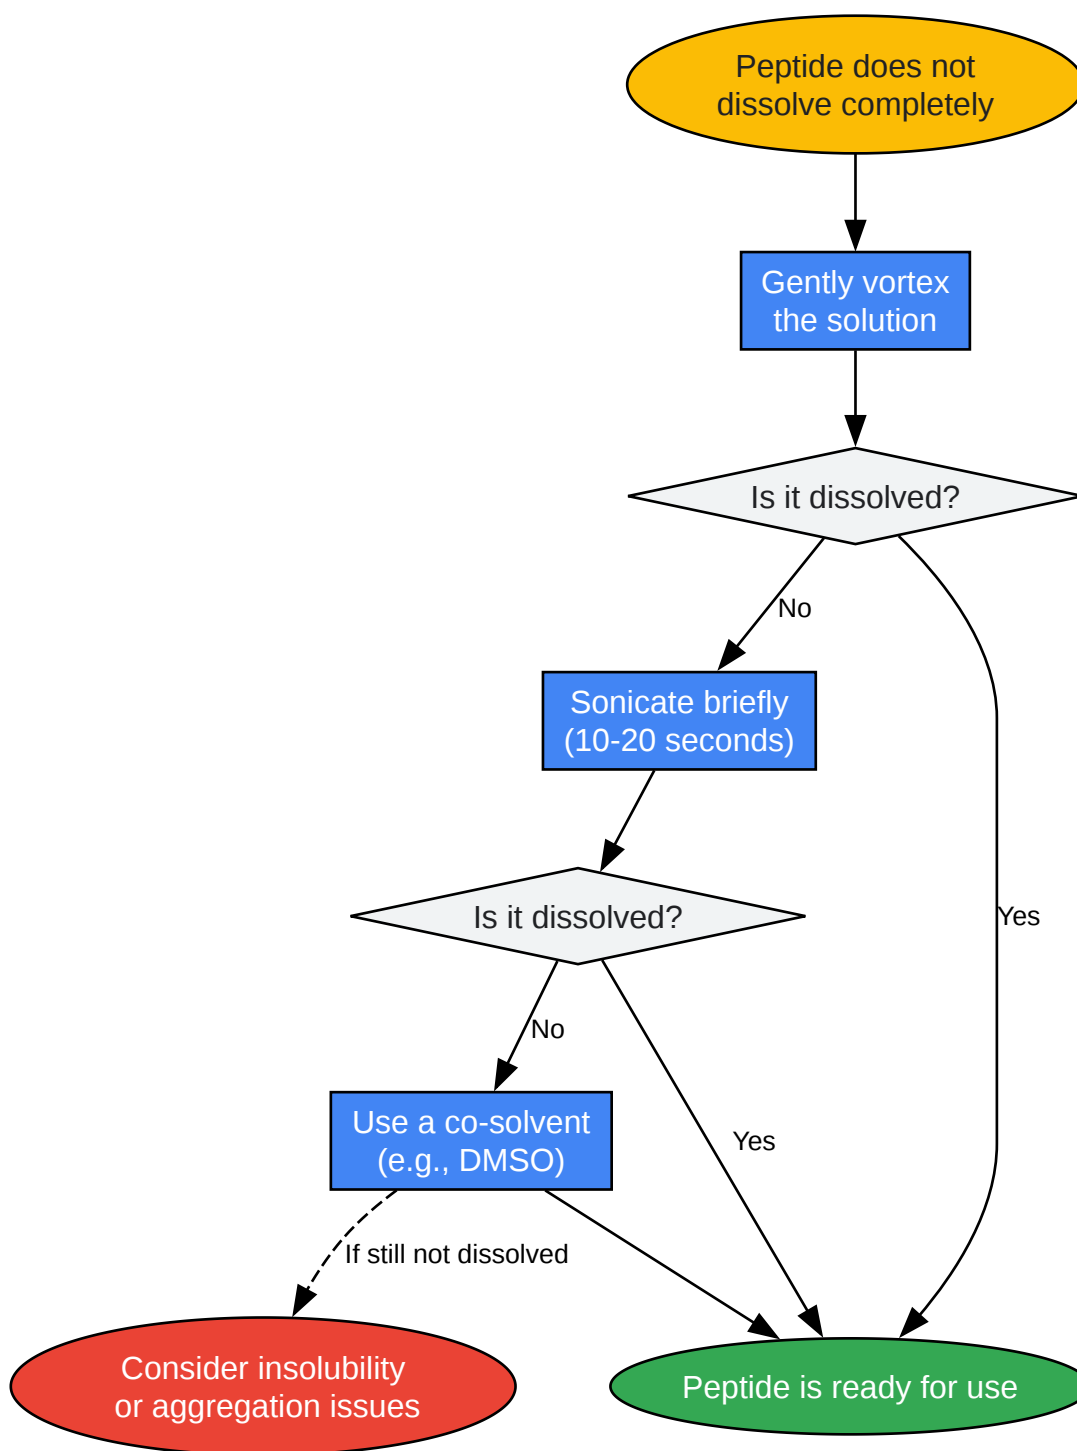 Peptide does not
dissolve completely
Gently vortex
the solution
Is it dissolved?
No
Sonicate briefly
(10-20 seconds)
Is it dissolved?
Yes
No
Use a co-solvent
(e.g., DMSO)
Yes
If still not dissolved
Consider insolubility
or aggregation issues
Peptide is ready for use